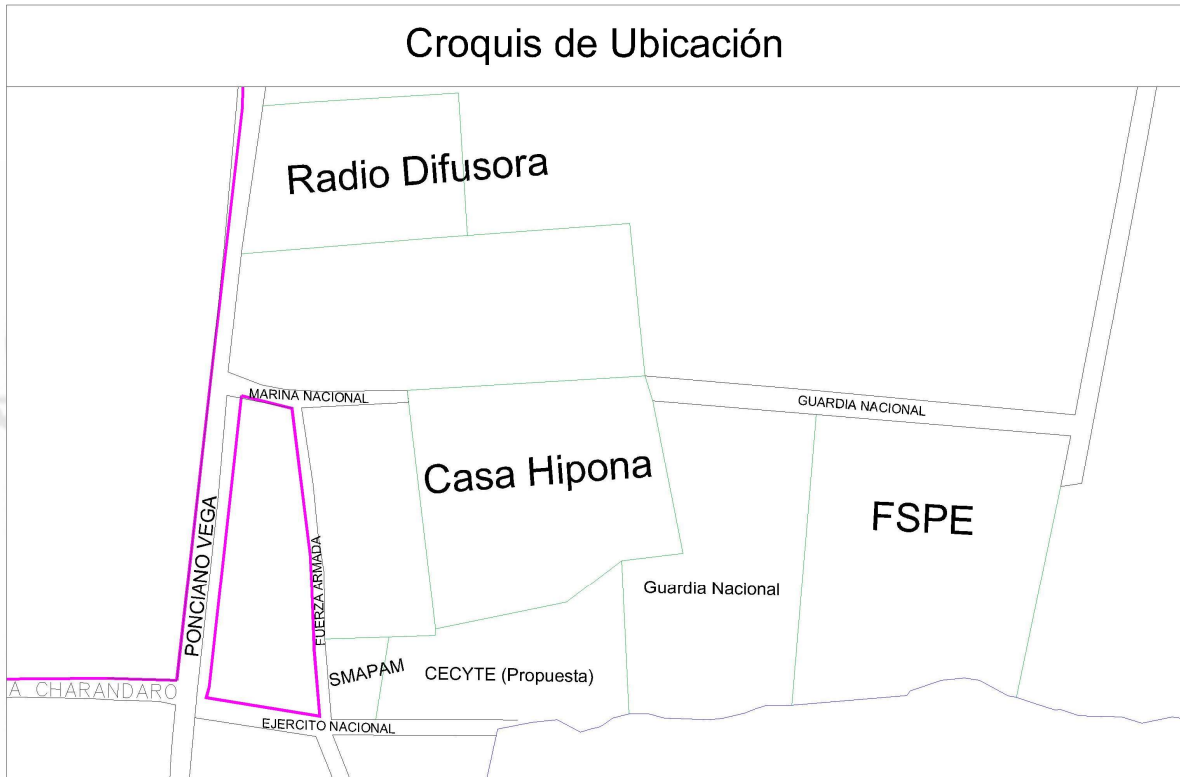 Croquis de Ubicación
Radio Difusora
MARINA NACIONAL
GUARDIA NACIONAL
Casa Hipona
FSPE
PONCIANO VEGA
FUERZA ARMADA
Guardia Nacional
SMAPAM
CECYTE (Propuesta)
A CHARANDARO
EJERCITO NACIONAL